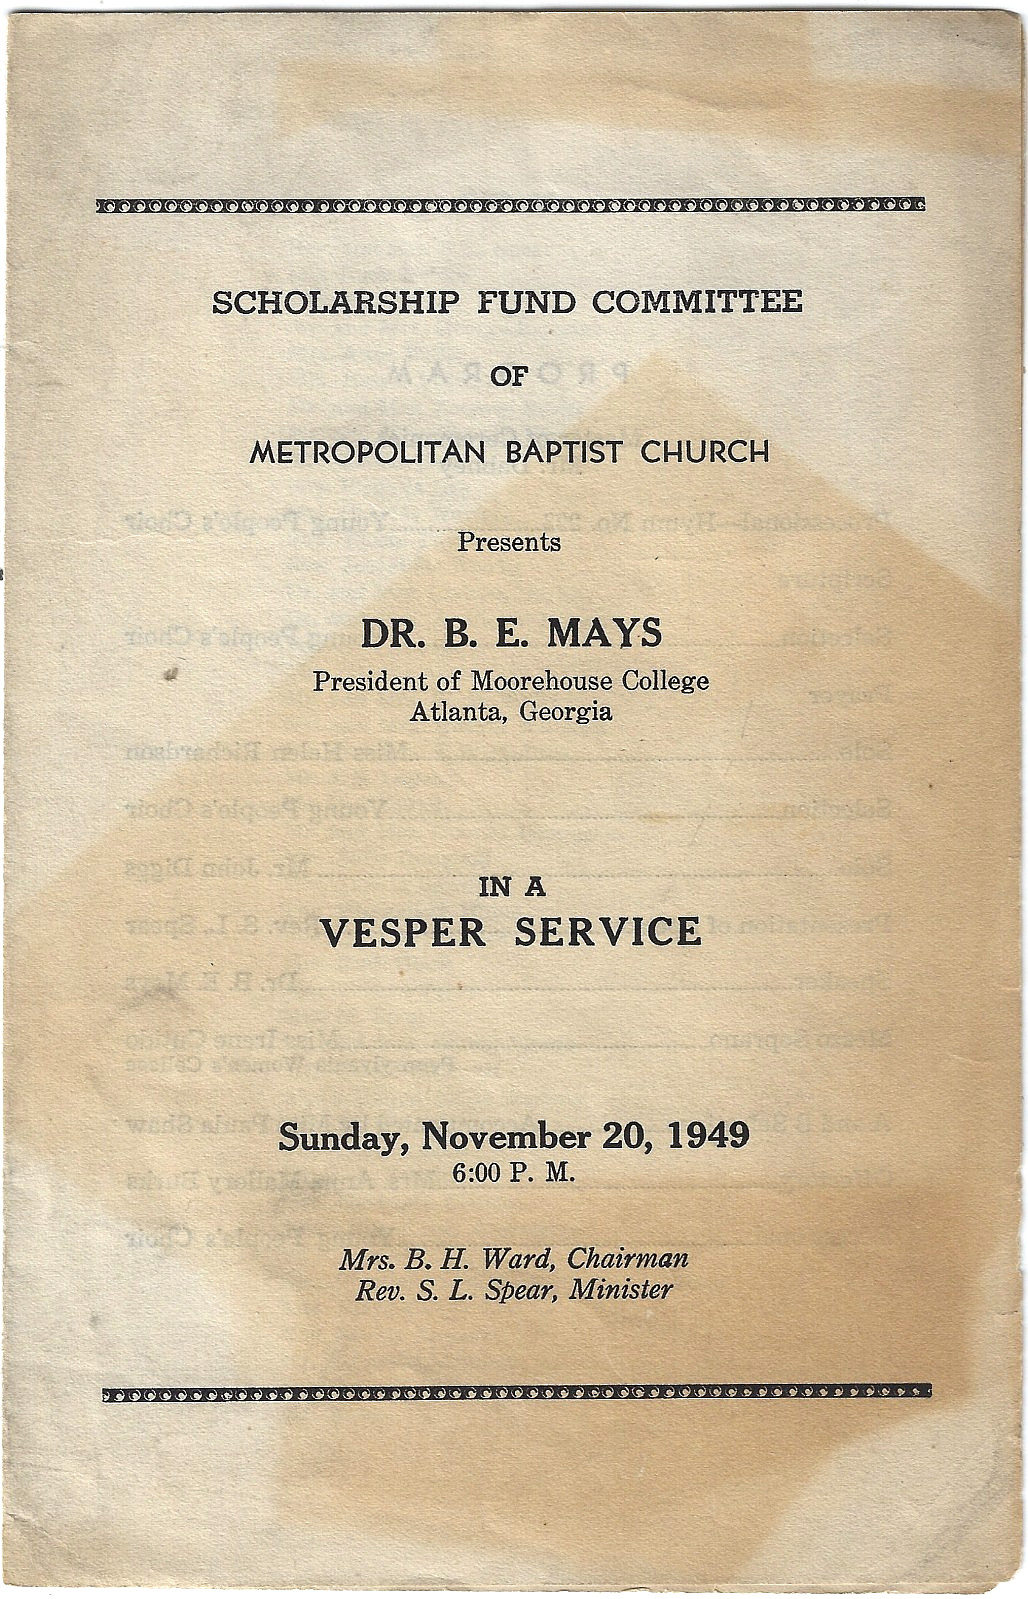 SCHOLARSHIP FUND COMMITTEE
OF
METROPOLITAN BAPTIST CHURCH
Presents
DR. B. E. MAYS
President of Moorehouse College
Atlanta, Georgia
IN A
VESPER SERVICE
Sunday, November 20, 1949
6:00 P. M.
Mrs. B. H. Ward, Chairman
Rev. S. L. Spear, Minister